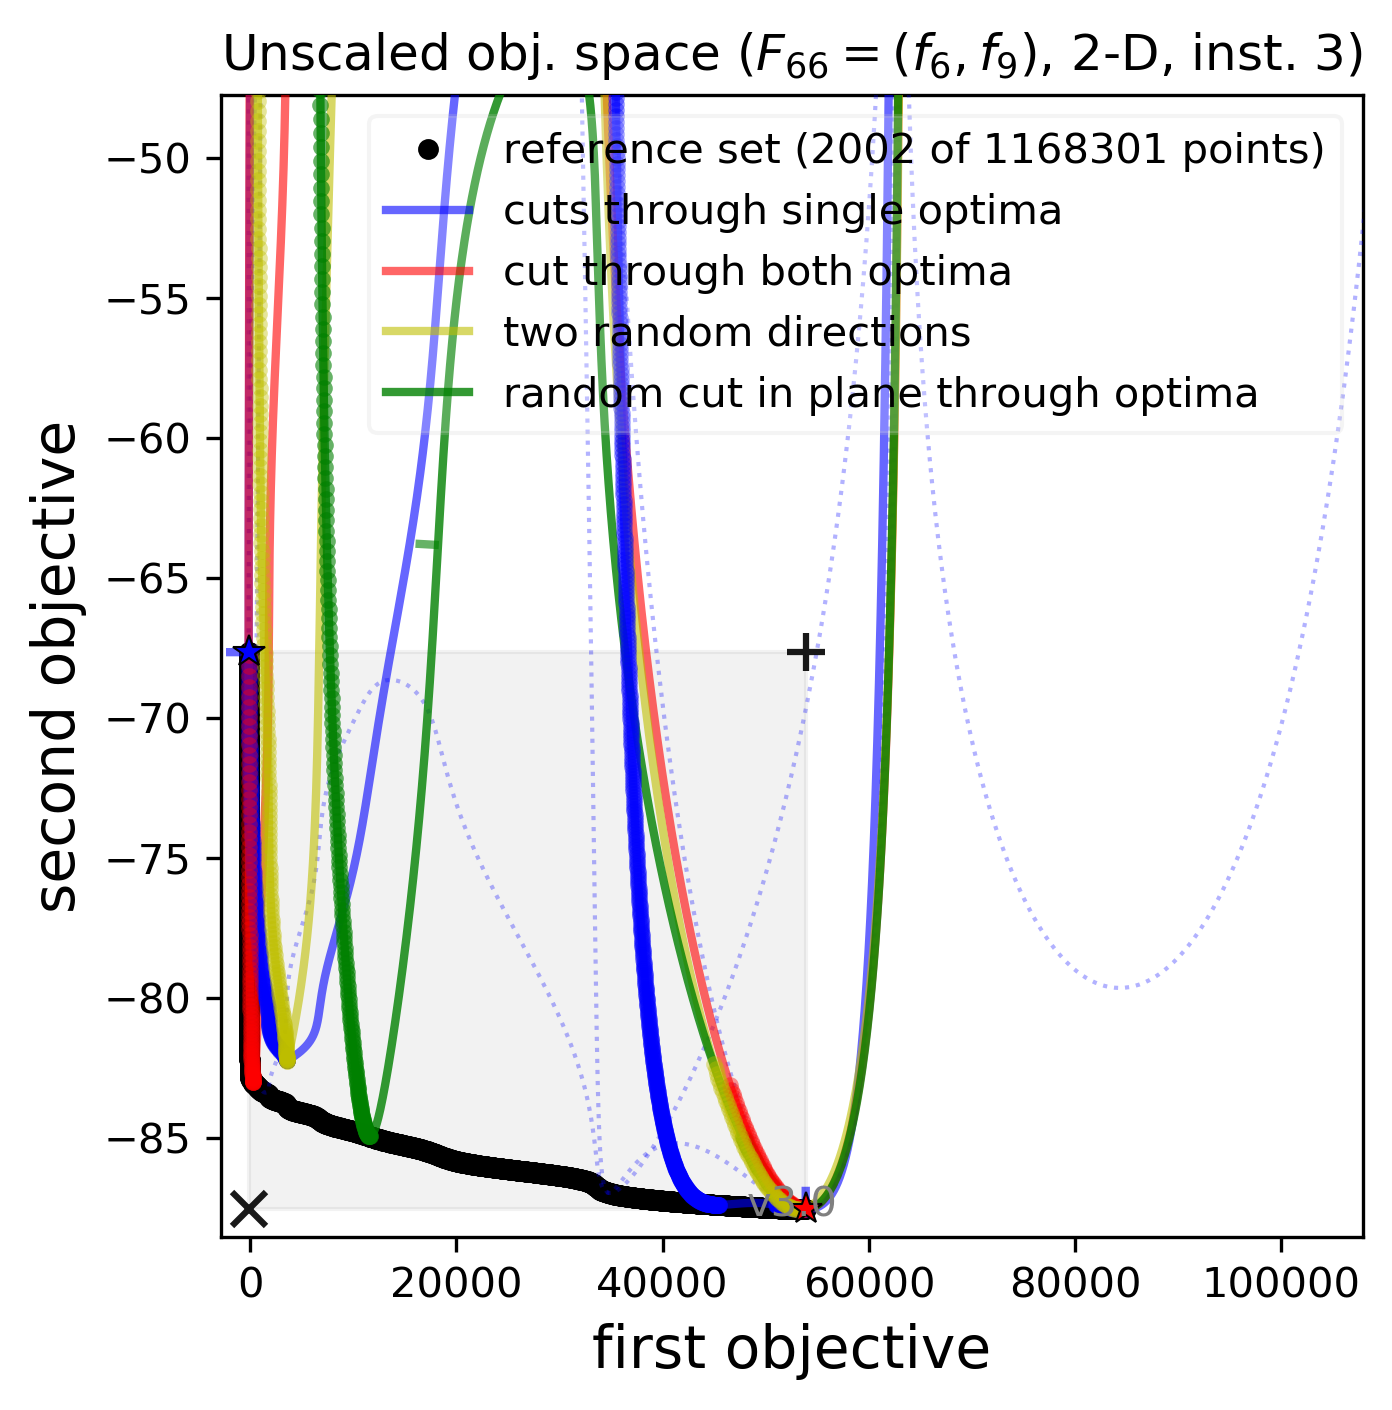 Unscaled obj. space (F₆₆ = (f₆, f₉), 2-D, inst. 3)
reference set (2002 of 1168301 points)
cuts through single optima
cut through both optima
two random directions
random cut in plane through optima
second objective
−50
−55
−60
−65
−70
−75
−80
−85
v3.0
0 20000 40000 60000 80000 100000
first objective